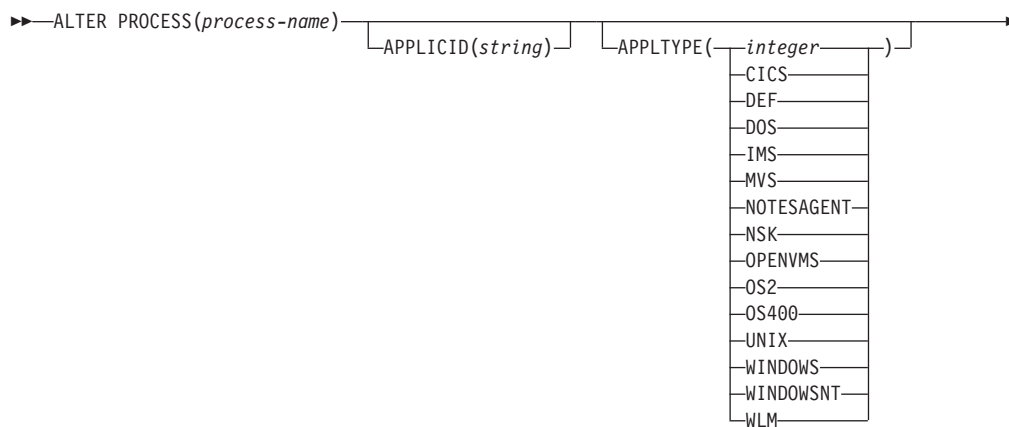 ALTER PROCESS(process-name)
APPLICID(string) APPLTYPE( integer )
CICS
DEF
DOS
IMS
MVS
NOTESAGENT
NSK
OPENVMS
OS2
OS400
UNIX
WINDOWS
WINDOWSNT
WLM